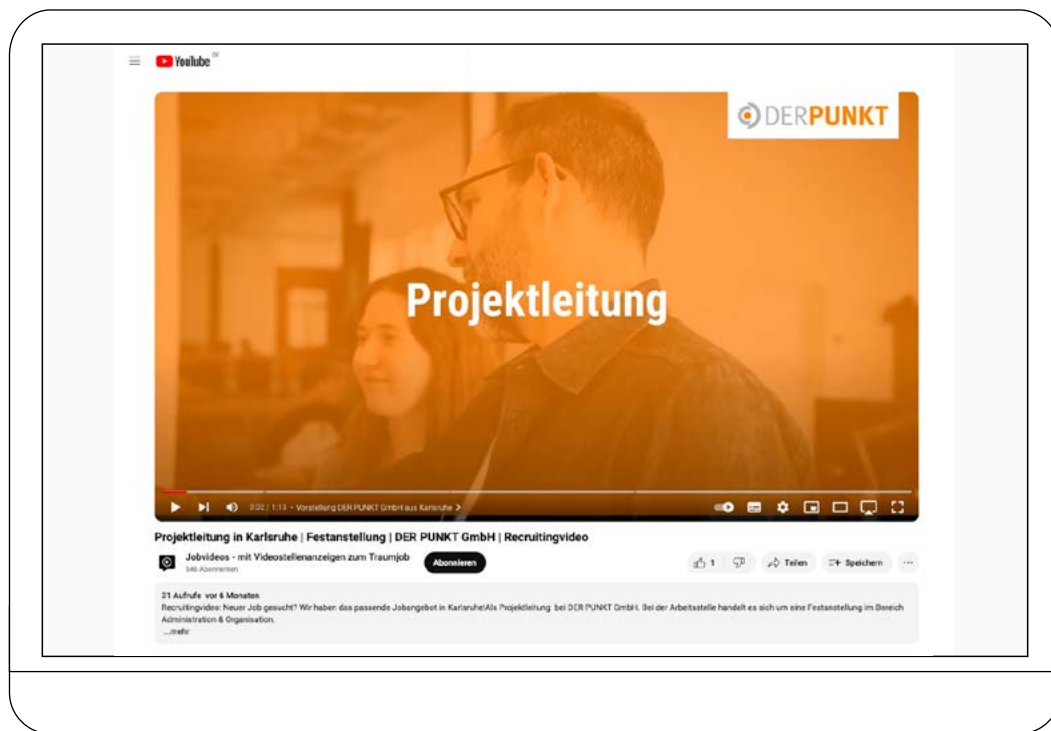 YouTube DE
DERPUNKT
Projektleitung
0:02 / 1:13 • Vorstellung DER PUNKT GmbH aus Karlsruhe >
Projektleitung in Karlsruhe | Festanstellung | DER PUNKT GmbH | Recruitingvideo
Jobvideos - mit Videostellenanzeigen zum Traumjob
546 Abonnenten
Abonnieren
1
Teilen
Speichern
31 Aufrufe vor 6 Monaten
Recruitingvideo: Neuer Job gesucht? Wir haben das passende Jobangebot in Karlsruhe!Als Projektleitung bei DER PUNKT GmbH. Bei der Arbeitsstelle handelt es sich um eine Festanstellung im Bereich
Administration & Organisation.
...mehr